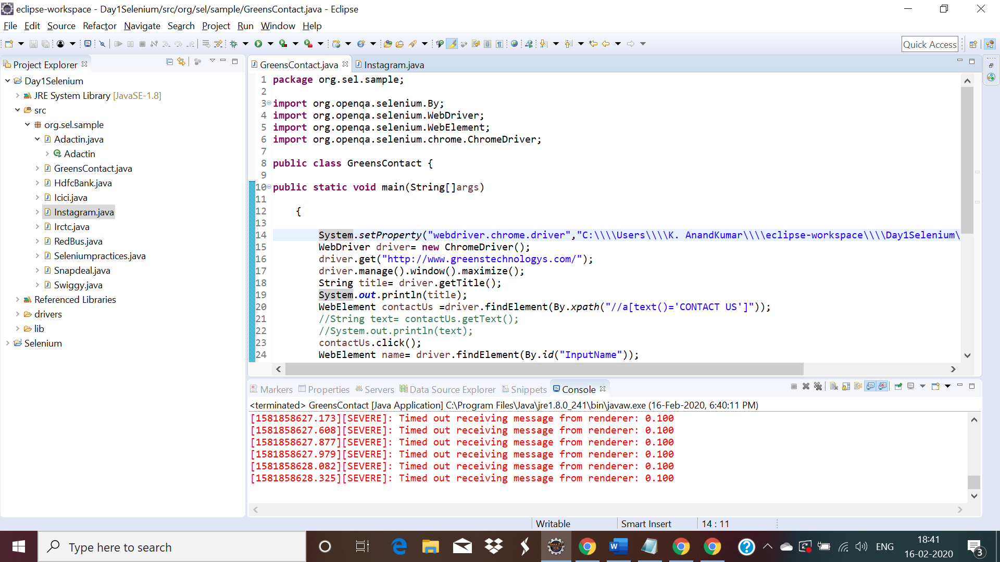 eclipse-workspace - Day1Selenium/src/org/sel/sample/GreensContact.java - Eclipse
File Edit Source Refactor Navigate Search Project Run Window Help
Quick Access
Project Explorer
Day1Selenium
JRE System Library [JavaSE-1.8]
src
org.sel.sample
Adactin.java
Adactin
GreensContact.java
HdfcBank.java
Icici.java
Instagram.java
Irctc.java
RedBus.java
Seleniumpractices.java
Snapdeal.java
Swiggy.java
Referenced Libraries
drivers
lib
Selenium
GreensContact.java Instagram.java
1 package org.sel.sample;
2
3 import org.openqa.selenium.By;
4 import org.openqa.selenium.WebDriver;
5 import org.openqa.selenium.WebElement;
6 import org.openqa.selenium.chrome.ChromeDriver;
7
8 public class GreensContact {
9
10 public static void main(String[]args)
11
12 {
13
14 System.setProperty("webdriver.chrome.driver","C:\\\\Users\\\\K. AnandKumar\\\\eclipse-workspace\\\\Day1Selenium\
15 WebDriver driver= new ChromeDriver();
16 driver.get("http://www.greenstechnologys.com/");
17 driver.manage().window().maximize();
18 String title= driver.getTitle();
19 System.out.println(title);
20 WebElement contactUs =driver.findElement(By.xpath("//a[text()='CONTACT US']"));
21 //String text= contactUs.getText();
22 //System.out.println(text);
23 contactUs.click();
24 WebElement name= driver.findElement(By.id("InputName"));
Markers Properties Servers Data Source Explorer Snippets Console
<terminated> GreensContact [Java Application] C:\Program Files\Java\jre1.8.0_241\bin\javaw.exe (16-Feb-2020, 6:40:11 PM)
[1581858627.173][SEVERE]: Timed out receiving message from renderer: 0.100
[1581858627.608][SEVERE]: Timed out receiving message from renderer: 0.100
[1581858627.877][SEVERE]: Timed out receiving message from renderer: 0.100
[1581858627.979][SEVERE]: Timed out receiving message from renderer: 0.100
[1581858628.082][SEVERE]: Timed out receiving message from renderer: 0.100
[1581858628.325][SEVERE]: Timed out receiving message from renderer: 0.100
Writable Smart Insert 14 : 11
Type here to search
ENG
18:41
16-02-2020
3